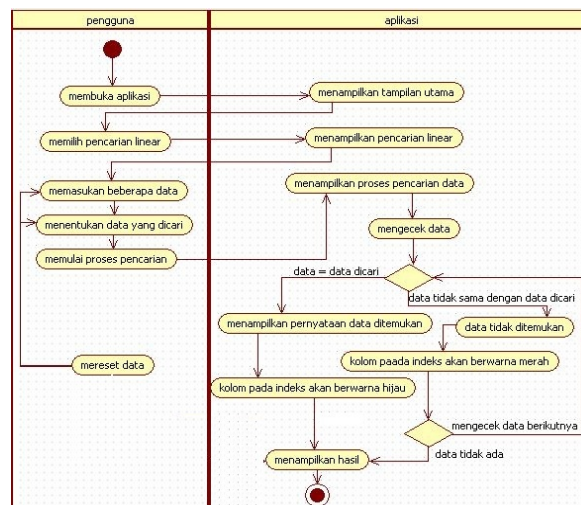 pengguna
aplikasi
membuka aplikasi
menampilkan tampilan utama
memilih pencarian linear
menampilkan pencarian linear
memasukan beberapa data
menampilkan proses pencarian data
menentukan data yang dicari
mengecek data
memulai proses pencarian
data = data dicari
data tidak sama dengan data dicari
menampilkan pernyataan data ditemukan
data tidak ditemukan
mereset data
kolom paada indeks akan berwarna merah
kolom pada indeks akan berwarna hijau
mengecek data berikutnya
menampilkan hasil
data tidak ada